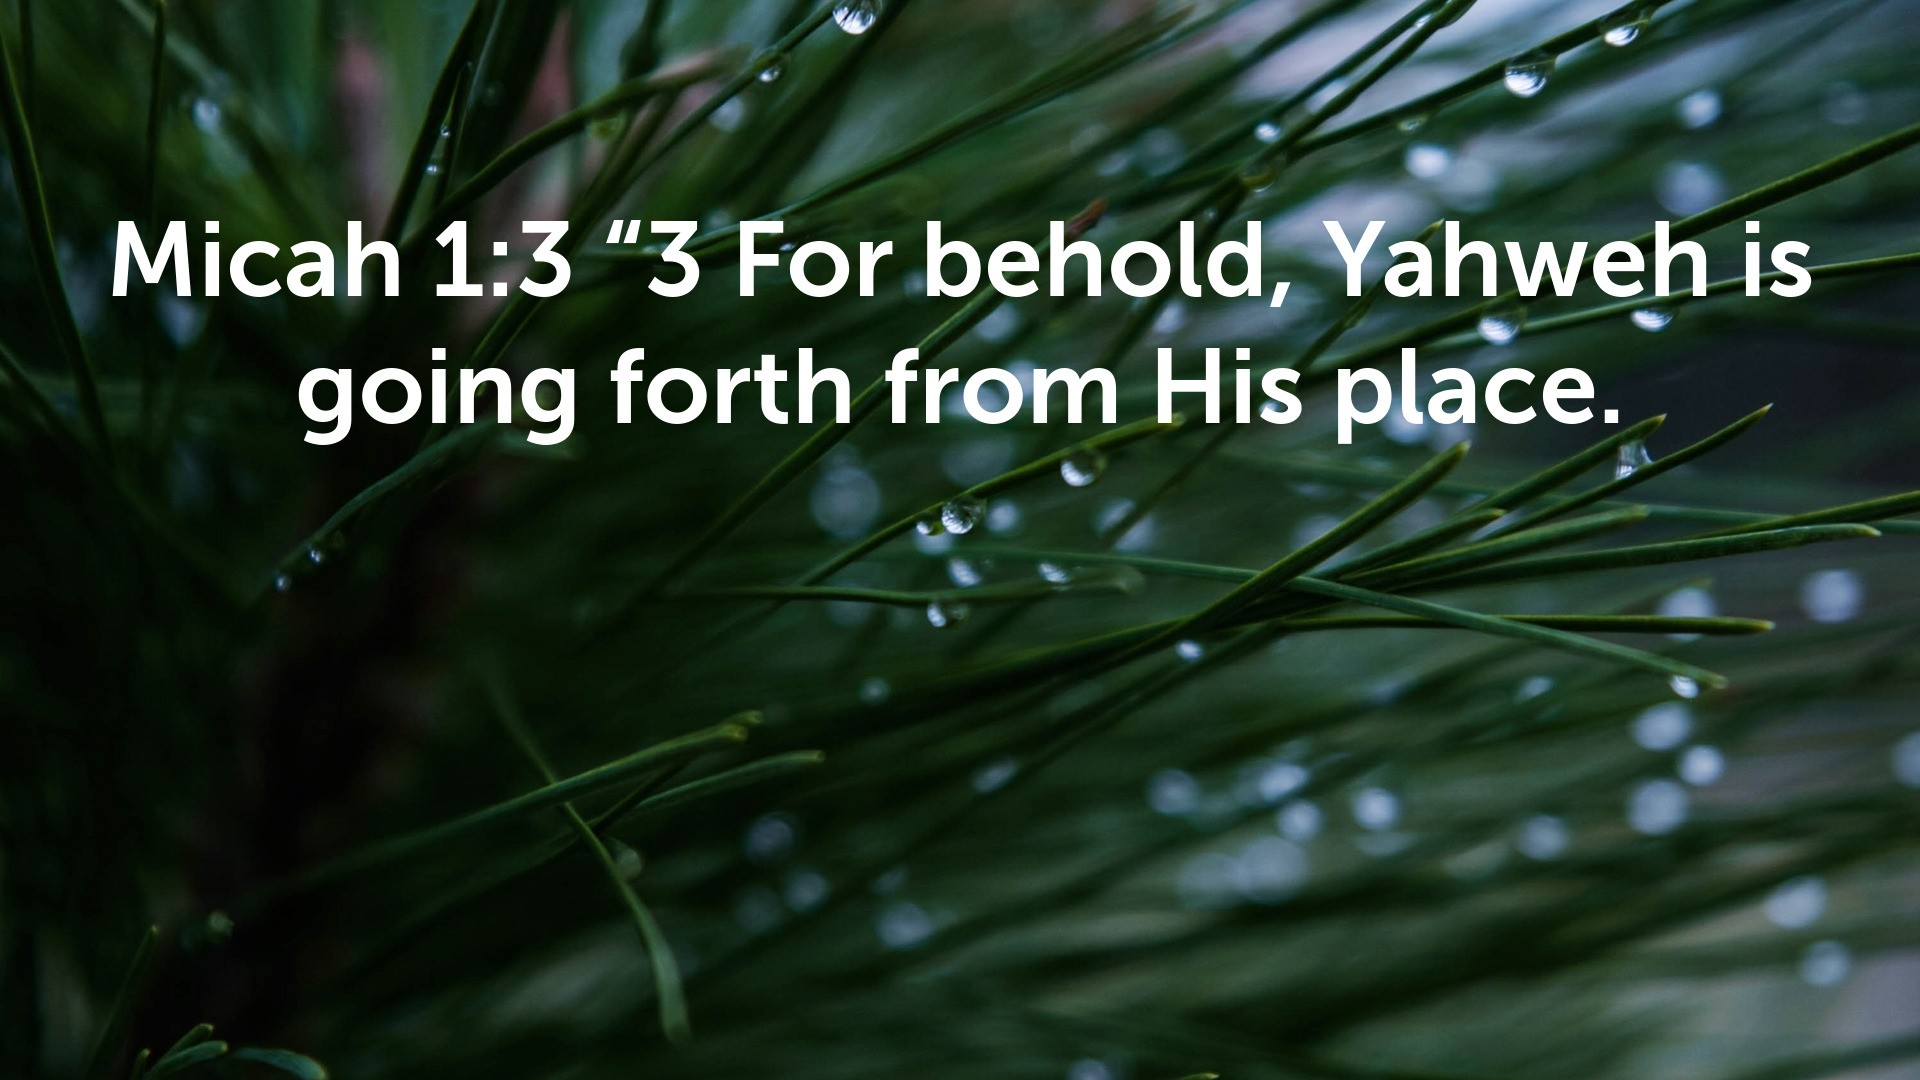 Micah 1:3 “3 For behold, Yahweh is
going forth from His place.